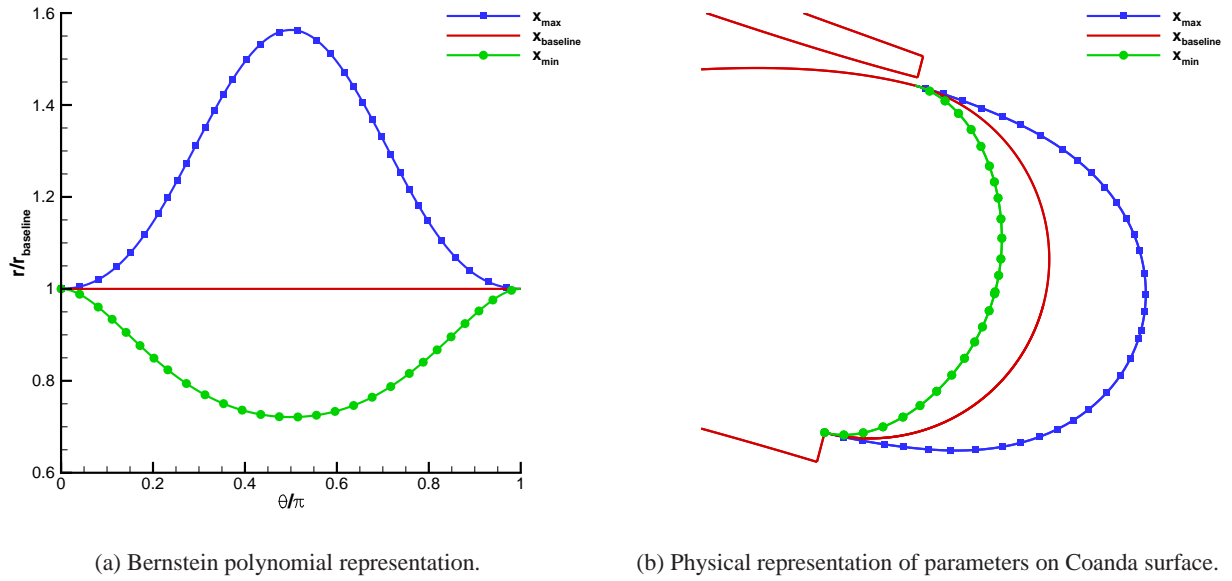 1.6
1.4
1.2
1
0.8
0.6
r/r_baseline
0 0.2 0.4 0.6 0.8 1
θ/π
x_max
x_baseline
x_min
x_max
x_baseline
x_min
(a) Bernstein polynomial representation.
(b) Physical representation of parameters on Coanda surface.